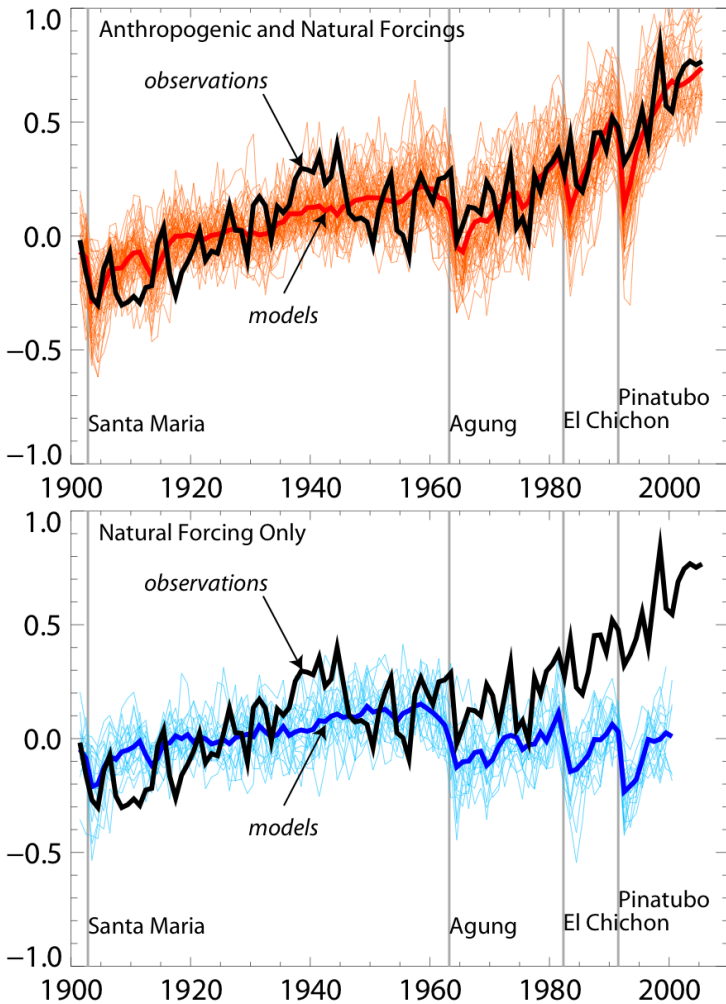 1.0
Anthropogenic and Natural Forcings
observations
0.5
0.0
models
−0.5
Pinatubo
Santa Maria
Agung
El Chichon
−1.0
1900
1920
1940
1960
1980
2000
1.0
Natural Forcing Only
observations
0.5
0.0
models
−0.5
Pinatubo
Santa Maria
Agung
El Chichon
−1.0
1900
1920
1940
1960
1980
2000